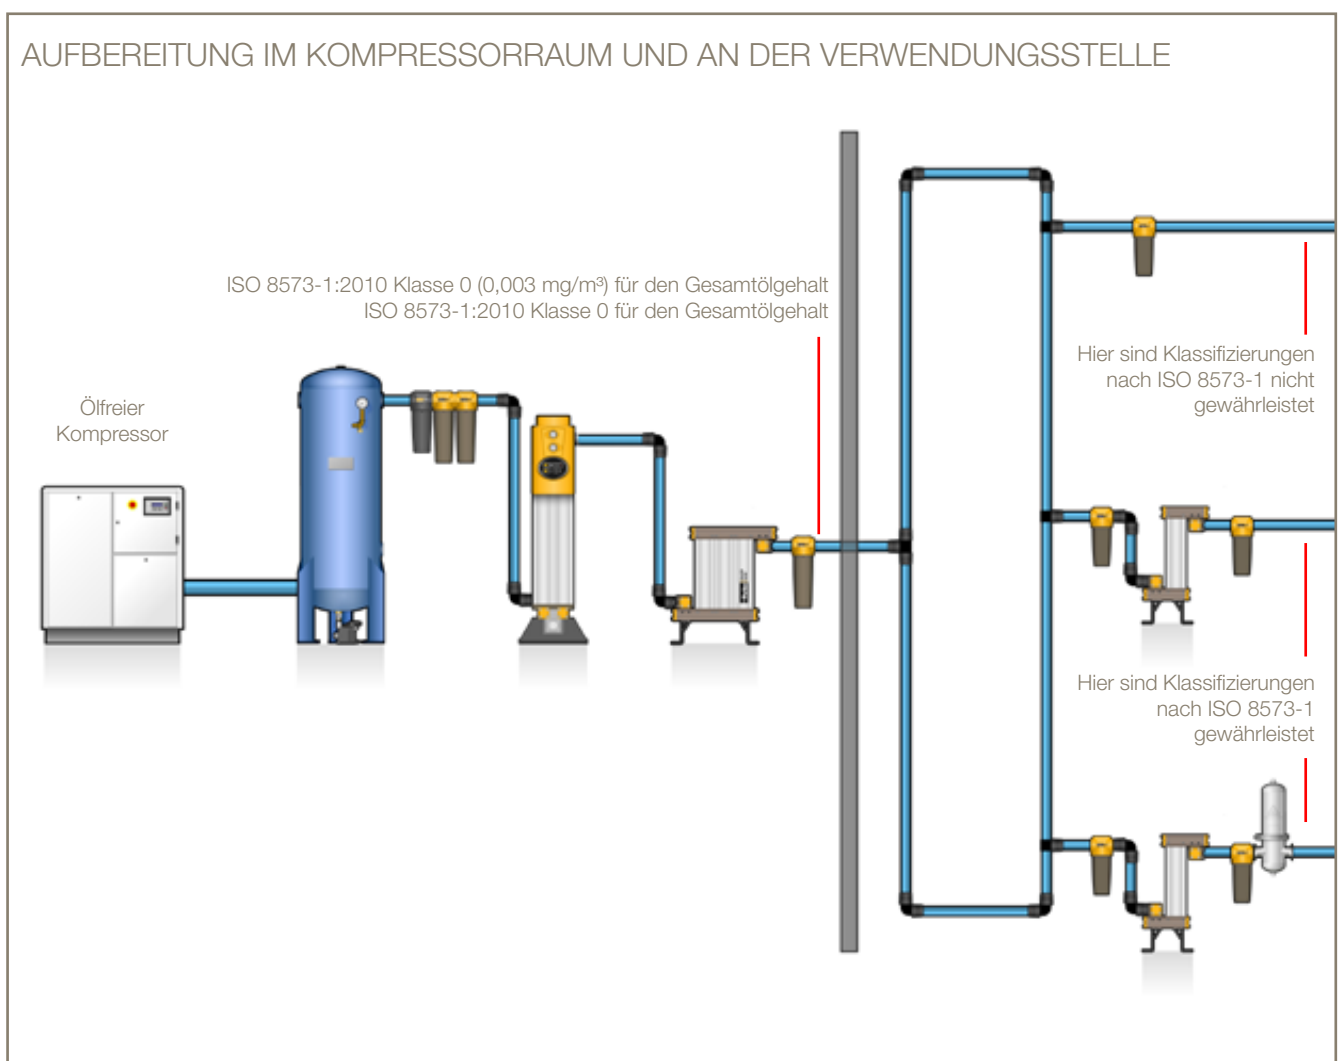 AUFBEREITUNG IM KOMPRESSORRAUM UND AN DER VERWENDUNGSSTELLE
ISO 8573-1:2010 Klasse 0 (0,003 mg/m³) für den Gesamtölgehalt
ISO 8573-1:2010 Klasse 0 für den Gesamtölgehalt
Ölfreier
Kompressor
Hier sind Klassifizierungen
nach ISO 8573-1 nicht
gewährleistet
Hier sind Klassifizierungen
nach ISO 8573-1
gewährleistet